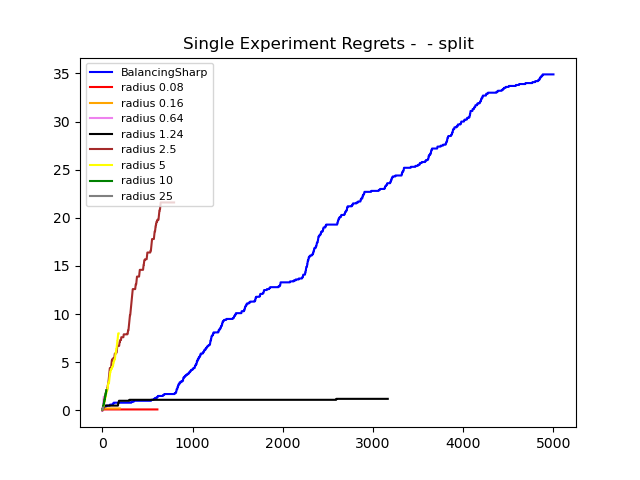 Single Experiment Regrets -  - split
BalancingSharp
radius 0.08
radius 0.16
radius 0.64
radius 1.24
radius 2.5
radius 5
radius 10
radius 25
35
30
25
20
15
10
5
0
0 1000 2000 3000 4000 5000